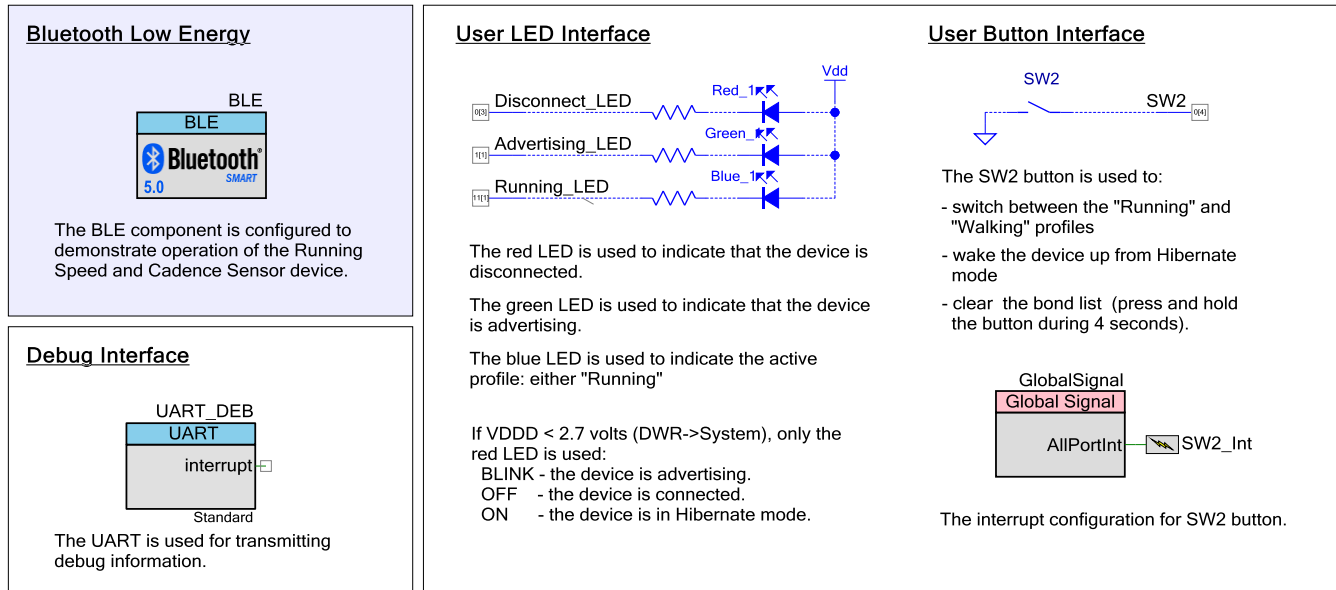 Bluetooth Low Energy
BLE
BLE
Bluetooth®
SMART
5.0
The BLE component is configured to
demonstrate operation of the Running
Speed and Cadence Sensor device.
Debug Interface
UART_DEB
UART
interrupt
Standard
The UART is used for transmitting
debug information.
User LED Interface
Vdd
Red_1
0[3] Disconnect_LED
Green_
1[1] Advertising_LED
Blue_1
11[1] Running_LED
The red LED is used to indicate that the device is
disconnected.
The green LED is used to indicate that the device
is advertising.
The blue LED is used to indicate the active
profile: either "Running"
If VDDD < 2.7 volts (DWR->System), only the
red LED is used:
BLINK - the device is advertising.
OFF - the device is connected.
ON - the device is in Hibernate mode.
User Button Interface
SW2
SW2 0[4]
The SW2 button is used to:
- switch between the "Running" and
"Walking" profiles
- wake the device up from Hibernate
mode
- clear the bond list (press and hold
the button during 4 seconds).
GlobalSignal
Global Signal
AllPortInt
SW2_Int
The interrupt configuration for SW2 button.